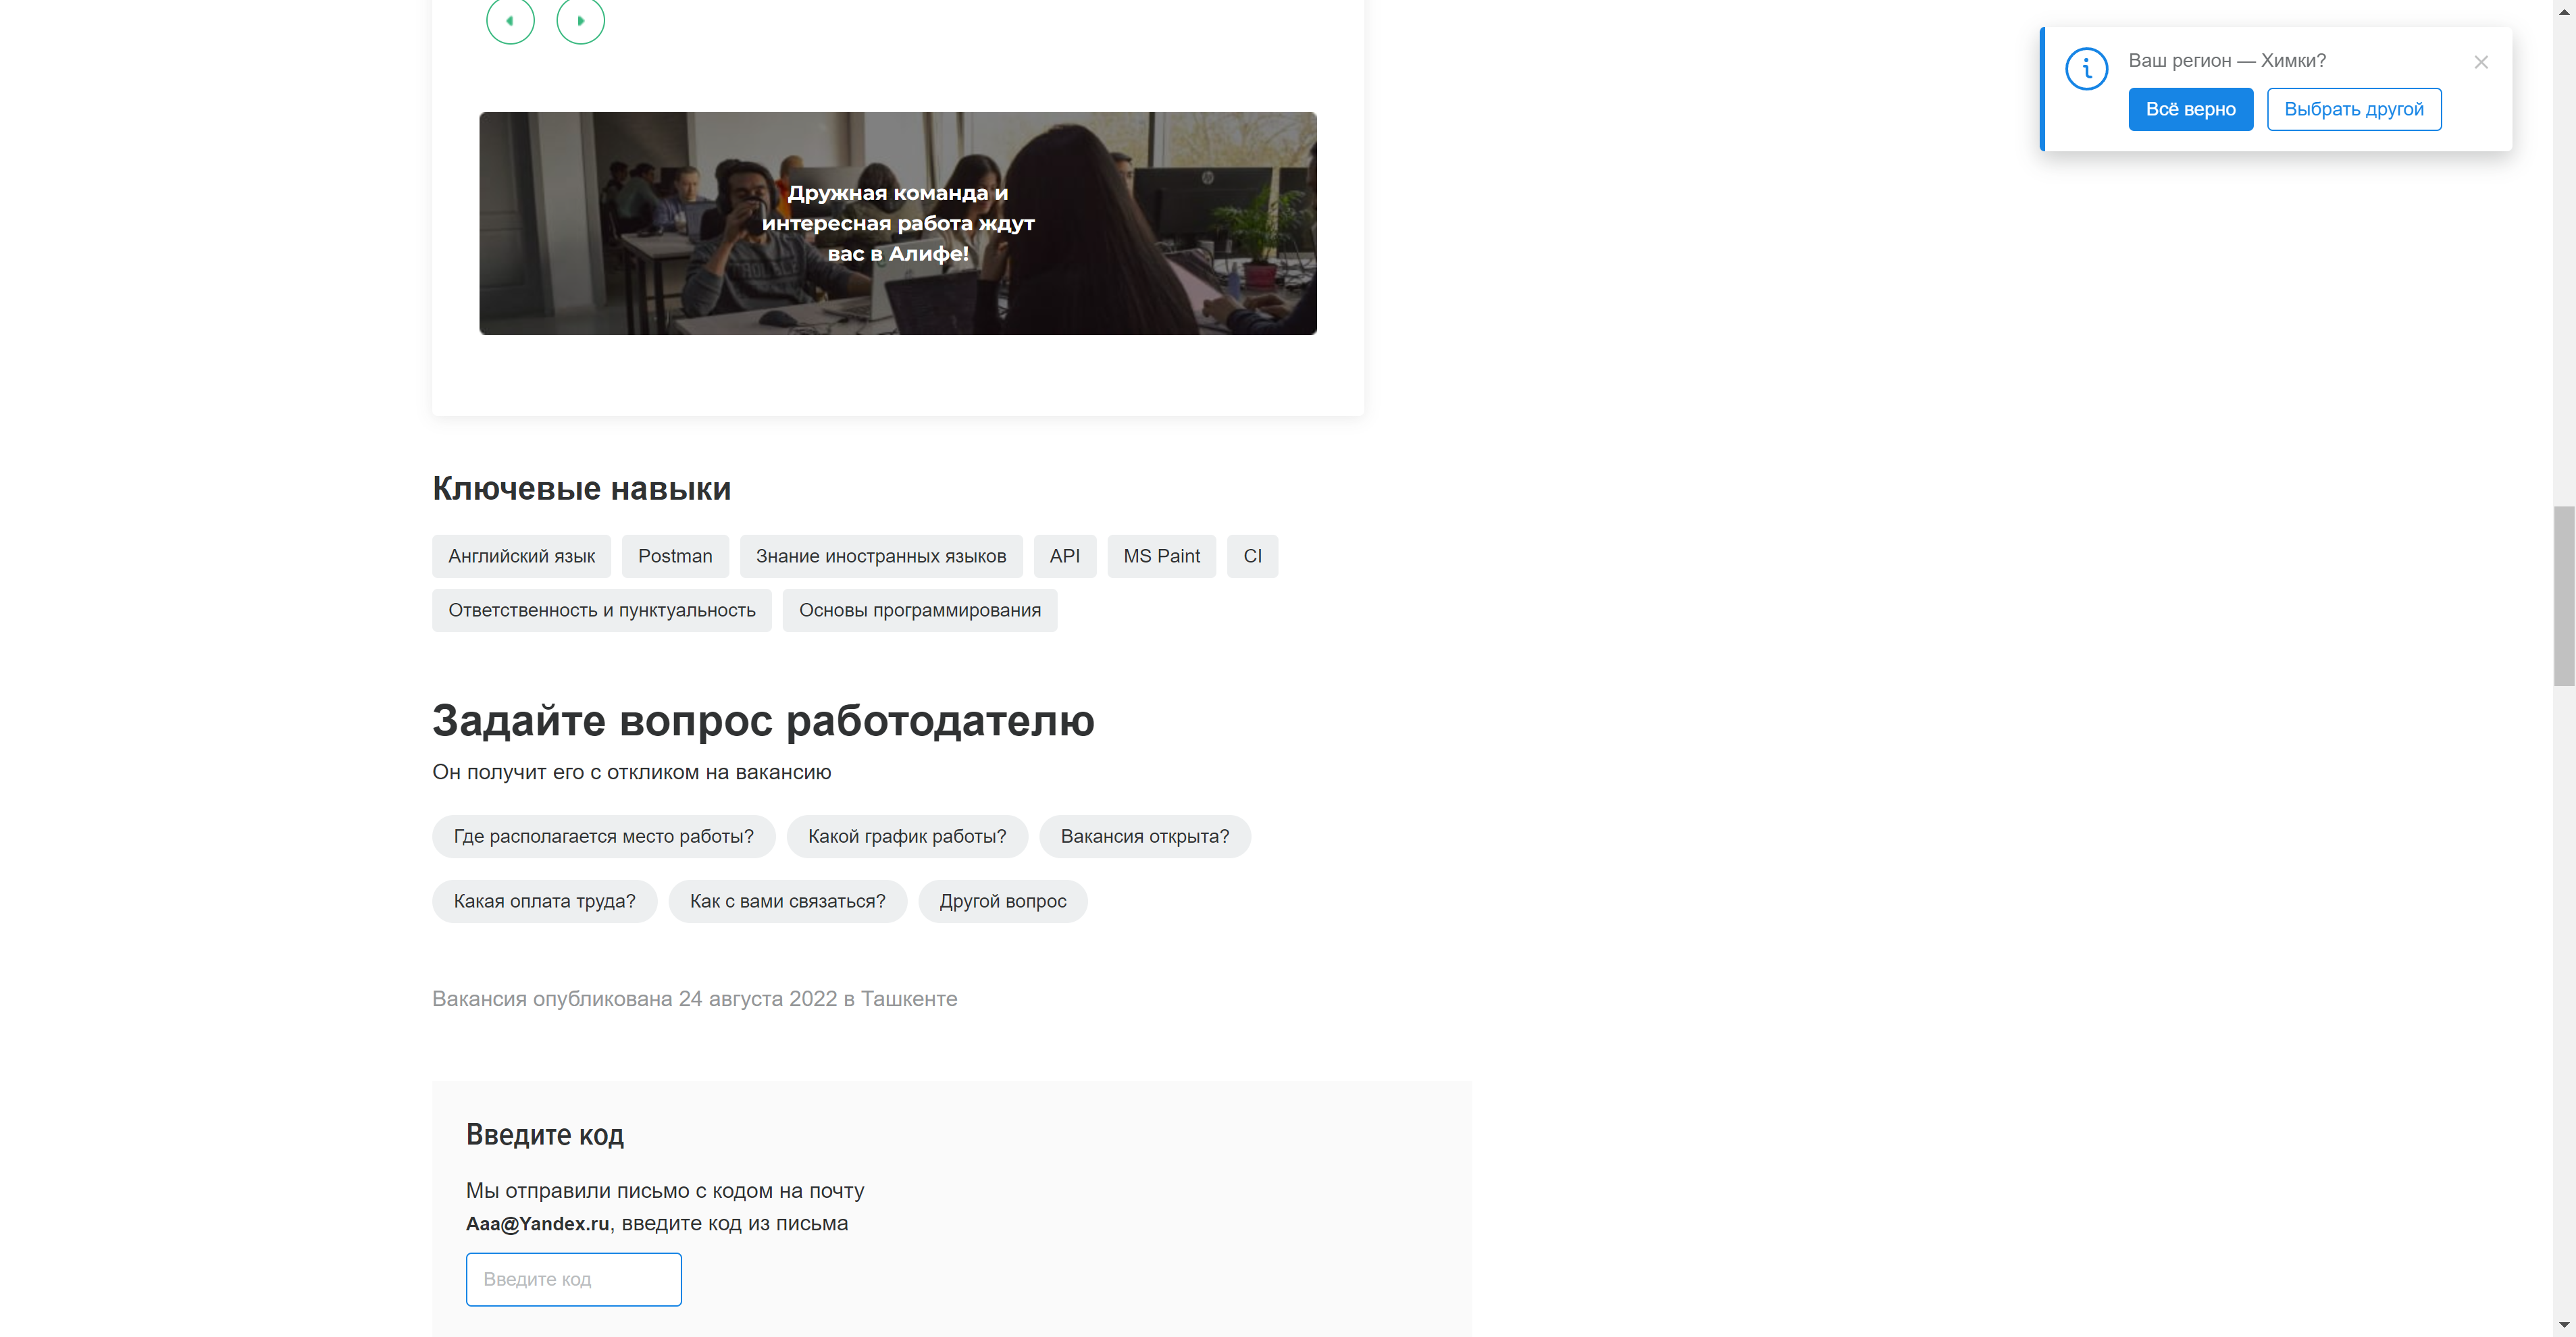 Ваш регион — Химки?
Всё верно
Выбрать другой
Дружная команда и
интересная работа ждут
вас в Алифе!
Ключевые навыки
Английский язык
Postman
Знание иностранных языков
API
MS Paint
CI
Ответственность и пунктуальность
Основы программирования
Задайте вопрос работодателю
Он получит его с откликом на вакансию
Где располагается место работы?
Какой график работы?
Вакансия открыта?
Какая оплата труда?
Как с вами связаться?
Другой вопрос
Вакансия опубликована 24 августа 2022 в Ташкенте
Введите код
Мы отправили письмо с кодом на почту
Aaa@Yandex.ru, введите код из письма
Введите код